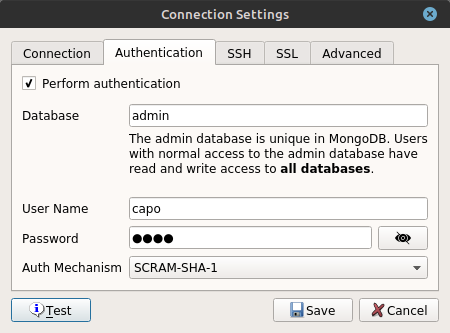 Connection Settings
Connection Authentication SSH SSL Advanced
Perform authentication
Database admin
The admin database is unique in MongoDB. Users
with normal access to the admin database have
read and write access to all databases.
User Name capo
Password ●●●●
Auth Mechanism SCRAM-SHA-1
Test Save Cancel